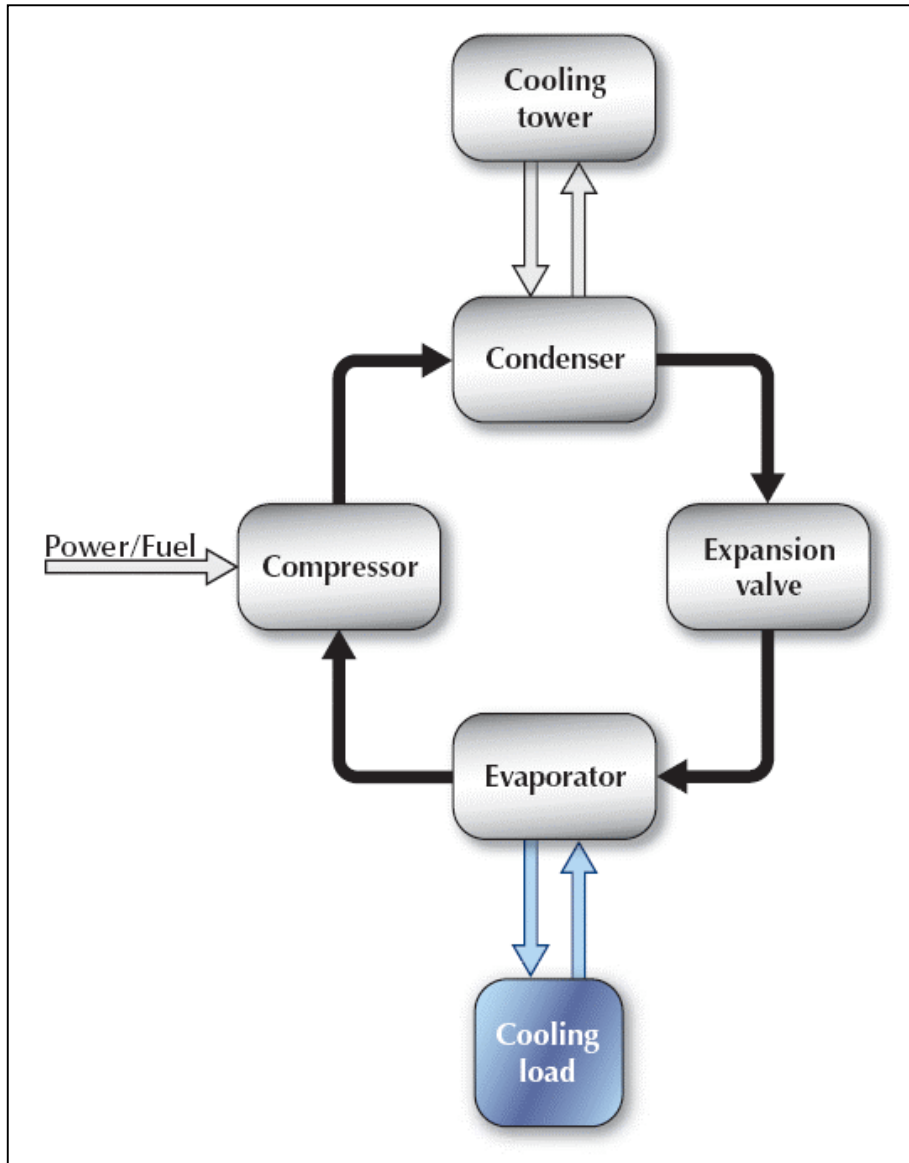 Cooling
tower
Condenser
Power/Fuel
Compressor
Expansion
valve
Evaporator
Cooling
load